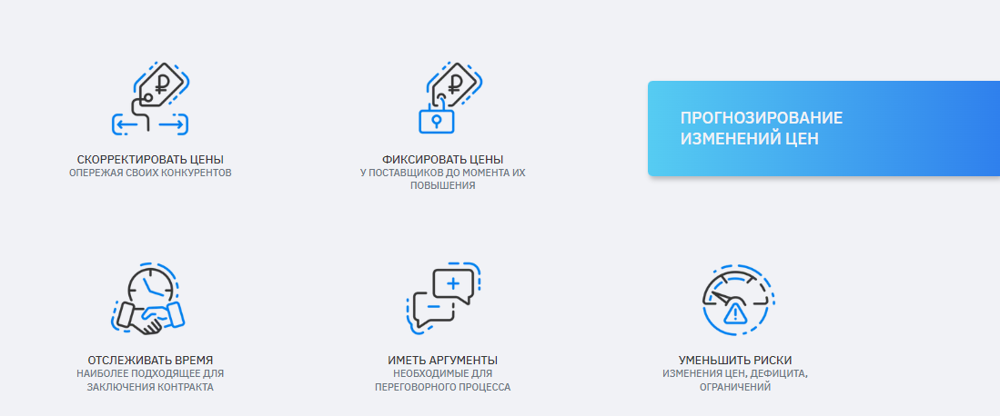 СКОРРЕКТИРОВАТЬ ЦЕНЫ
ОПЕРЕЖАЯ СВОИХ КОНКУРЕНТОВ
ФИКСИРОВАТЬ ЦЕНЫ
У ПОСТАВЩИКОВ ДО МОМЕНТА ИХ
ПОВЫШЕНИЯ
ПРОГНОЗИРОВАНИЕ
ИЗМЕНЕНИЙ ЦЕН
ОТСЛЕЖИВАТЬ ВРЕМЯ
НАИБОЛЕЕ ПОДХОДЯЩЕЕ ДЛЯ
ЗАКЛЮЧЕНИЯ КОНТРАКТА
ИМЕТЬ АРГУМЕНТЫ
НЕОБХОДИМЫЕ ДЛЯ
ПЕРЕГОВОРНОГО ПРОЦЕССА
УМЕНЬШИТЬ РИСКИ
ИЗМЕНЕНИЯ ЦЕН, ДЕФИЦИТА,
ОГРАНИЧЕНИЙ